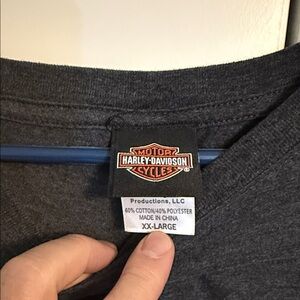 MOTOR
HARLEY-DAVIDSON
CYCLES
®
Productions, LLC
60% COTTON/40% POLYESTER
MADE IN CHINA
XX-LARGE